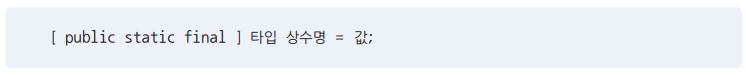 [ public static final ] 타입 상수명 = 값;